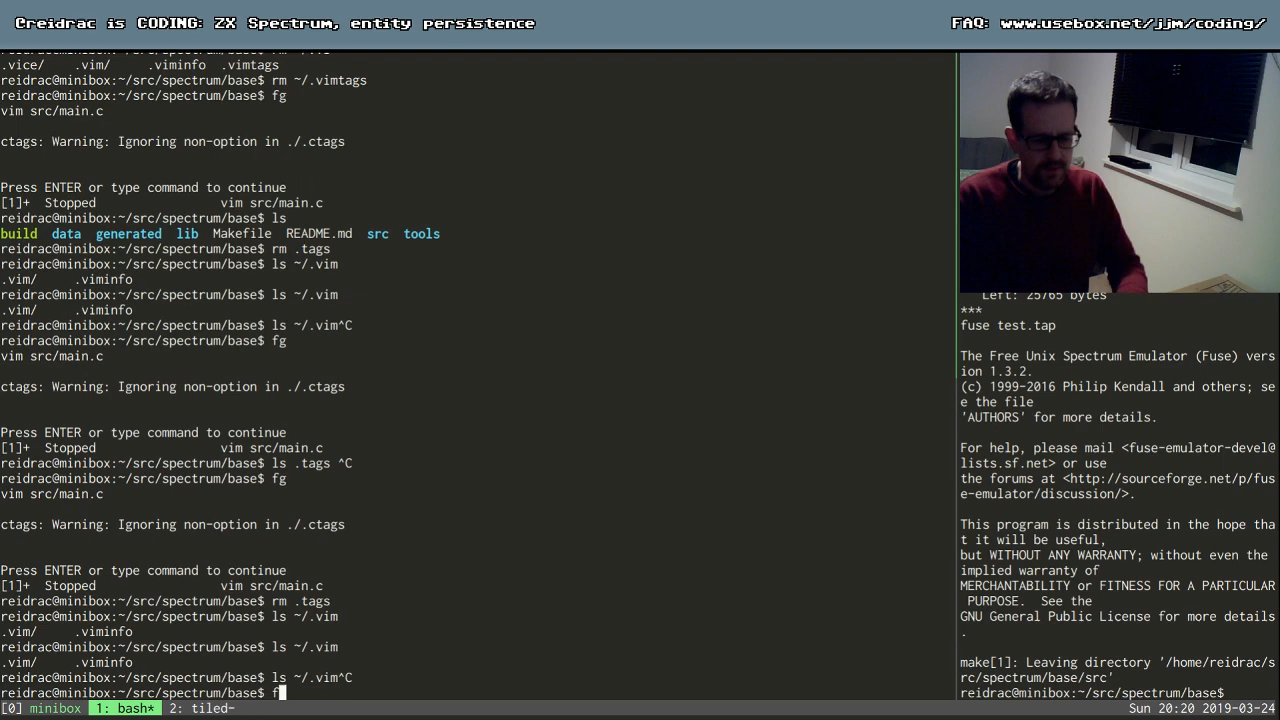 Creidrac is CODING: ZX Spectrum, entity persistence
FAQ: www.usebox.net/jjm/coding/
.vice/     .vim/     .viminfo  .vimtags
reidrac@minibox:~/src/spectrum/base$ rm ~/.vimtags
reidrac@minibox:~/src/spectrum/base$ fg
vim src/main.c
ctags: Warning: Ignoring non-option in ./.ctags
Press ENTER or type command to continue
[1]+  Stopped                 vim src/main.c
reidrac@minibox:~/src/spectrum/base$ ls
build  data  generated  lib  Makefile  README.md  src  tools
reidrac@minibox:~/src/spectrum/base$ rm .tags
reidrac@minibox:~/src/spectrum/base$ ls ~/.vim
.vim/     .viminfo
reidrac@minibox:~/src/spectrum/base$ ls ~/.vim
.vim/     .viminfo
reidrac@minibox:~/src/spectrum/base$ ls ~/.vim^C
reidrac@minibox:~/src/spectrum/base$ fg
vim src/main.c
ctags: Warning: Ignoring non-option in ./.ctags
Press ENTER or type command to continue
[1]+  Stopped                 vim src/main.c
reidrac@minibox:~/src/spectrum/base$ ls .tags ^C
reidrac@minibox:~/src/spectrum/base$ fg
vim src/main.c
ctags: Warning: Ignoring non-option in ./.ctags
Press ENTER or type command to continue
[1]+  Stopped                 vim src/main.c
reidrac@minibox:~/src/spectrum/base$ rm .tags
reidrac@minibox:~/src/spectrum/base$ ls ~/.vim
.vim/     .viminfo
reidrac@minibox:~/src/spectrum/base$ ls ~/.vim
.vim/     .viminfo
reidrac@minibox:~/src/spectrum/base$ ls ~/.vim^C
reidrac@minibox:~/src/spectrum/base$ f
Left: 25765 bytes
***
fuse test.tap
The Free Unix Spectrum Emulator (Fuse) vers
ion 1.3.2.
(c) 1999-2016 Philip Kendall and others; se
e the file
'AUTHORS' for more details.
For help, please mail <fuse-emulator-devel@
lists.sf.net> or use
the forums at <http://sourceforge.net/p/fus
e-emulator/discussion/>.
This program is distributed in the hope tha
t it will be useful,
but WITHOUT ANY WARRANTY; without even the
implied warranty of
MERCHANTABILITY or FITNESS FOR A PARTICULAR
PURPOSE.  See the
GNU General Public License for more details
.
make[1]: Leaving directory '/home/reidrac/s
rc/spectrum/base/src'
reidrac@minibox:~/src/spectrum/base$
[0] minibox  1: bash*  2: tiled-
Sun 20:20 2019-03-24